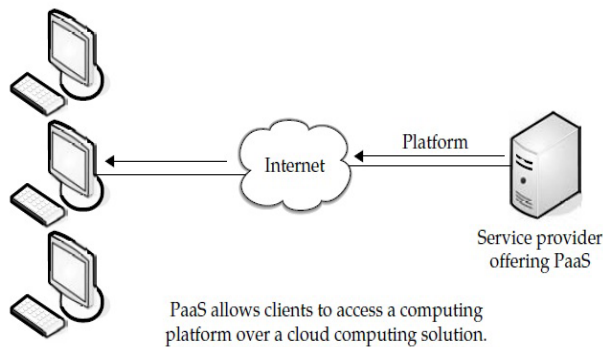 Platform
Internet
Service provider
offering PaaS
PaaS allows clients to access a computing
platform over a cloud computing solution.